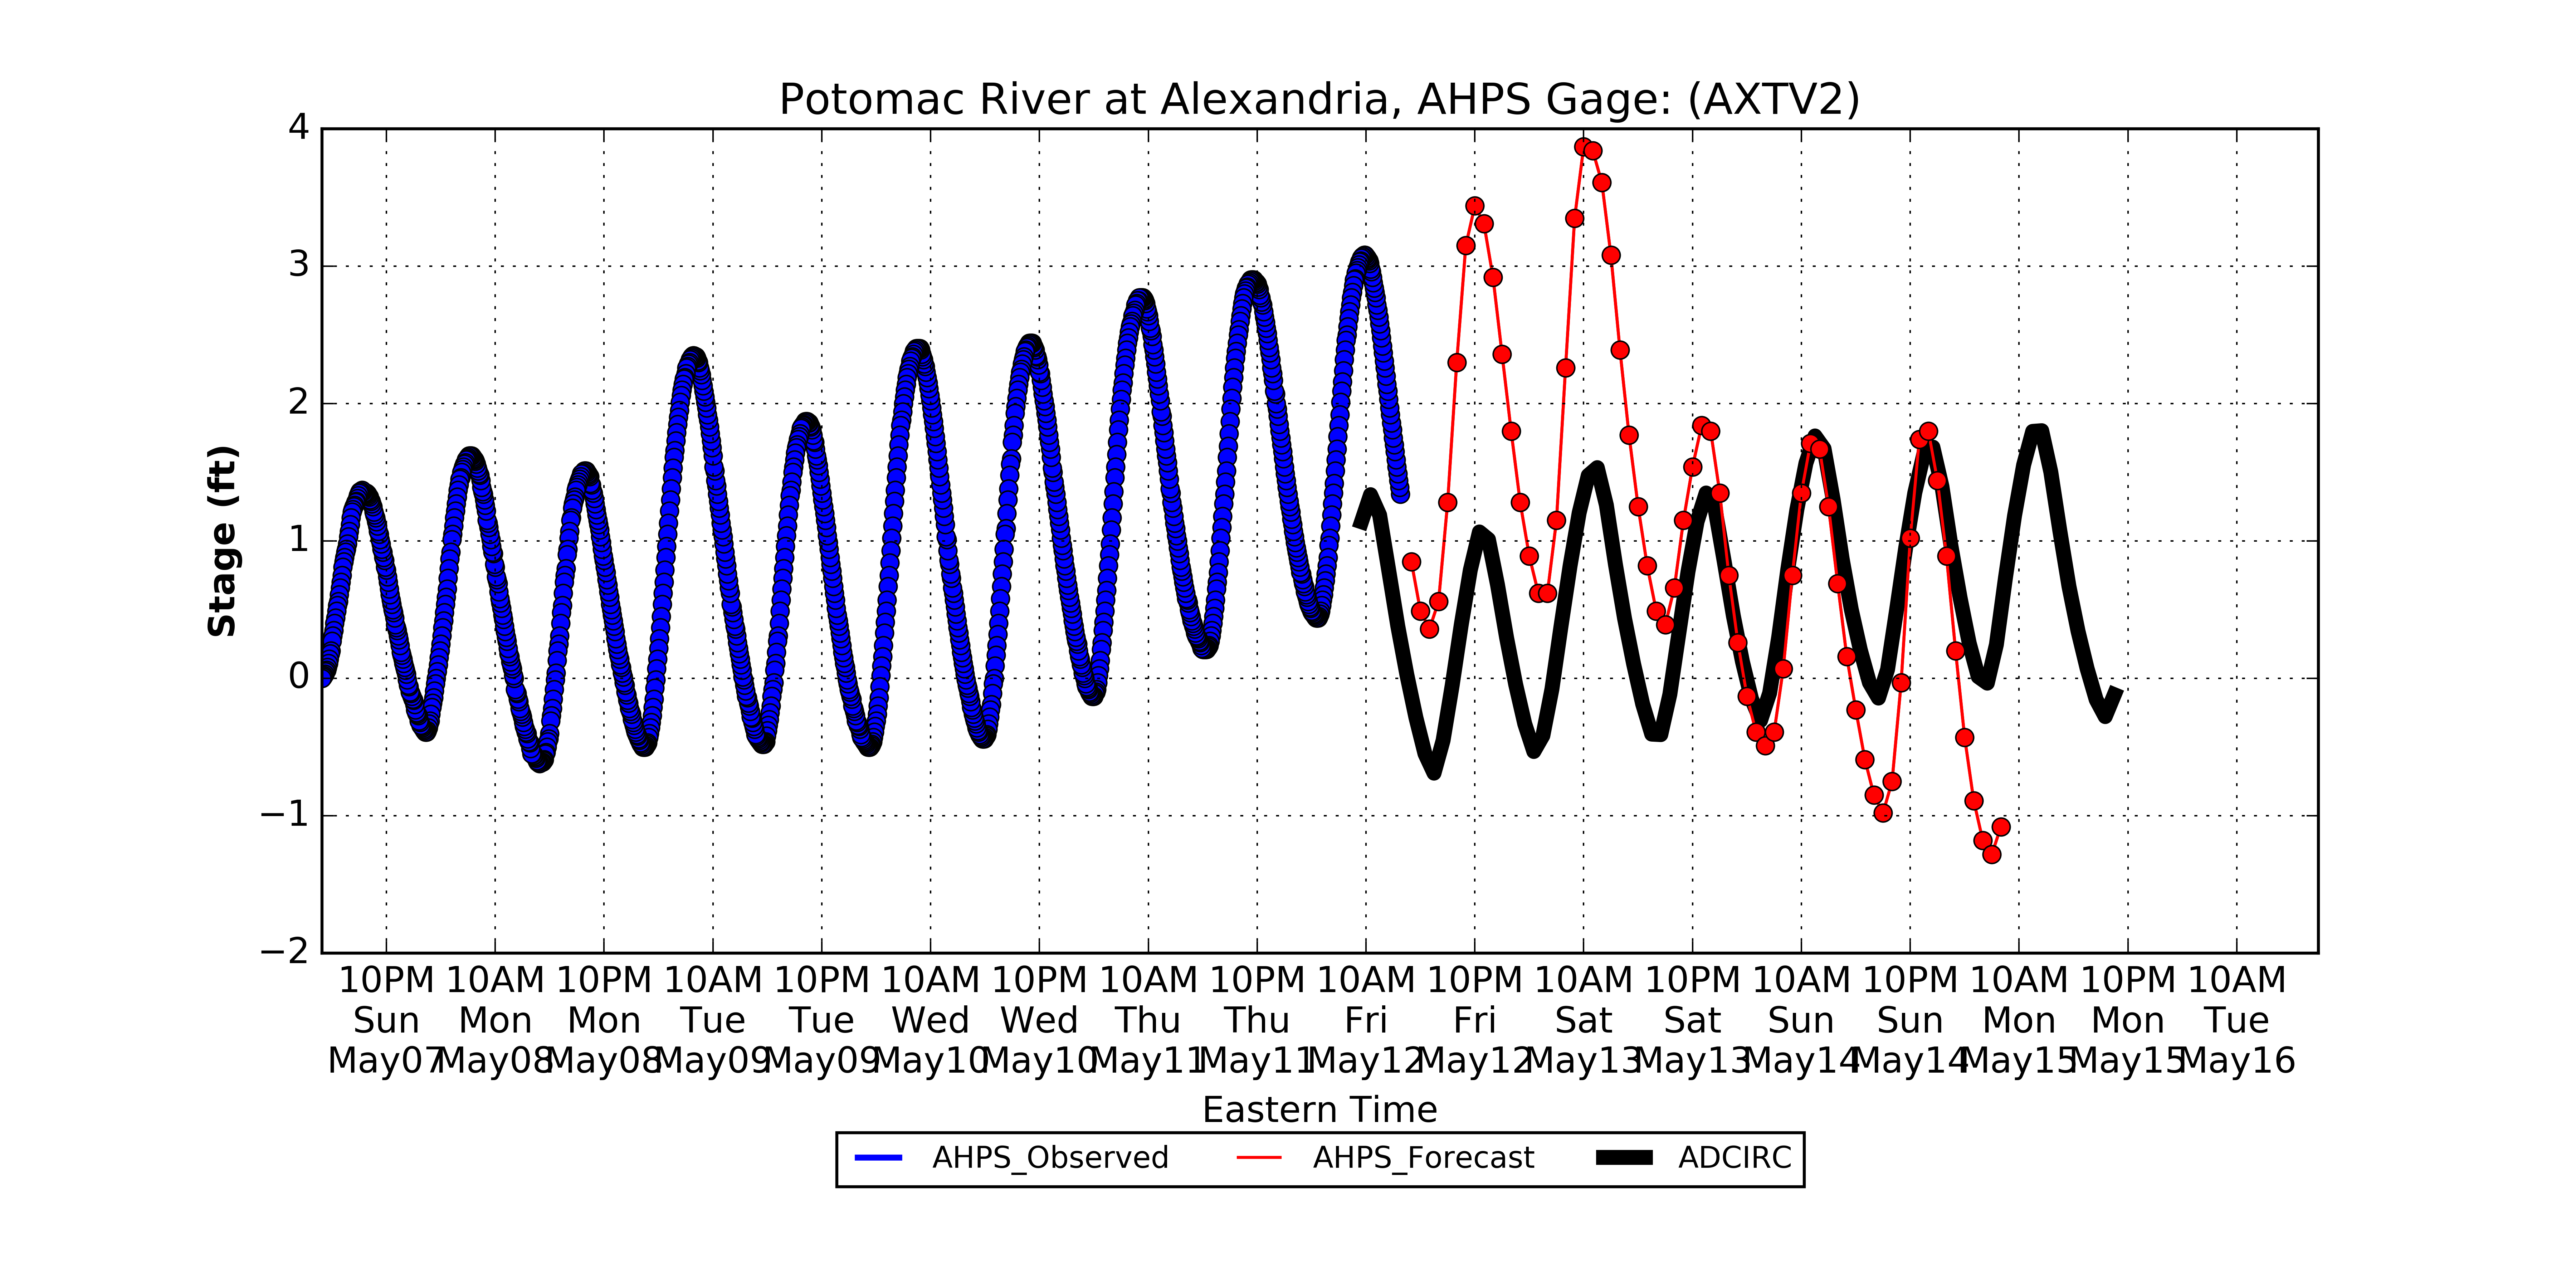 Potomac River at Alexandria, AHPS Gage: (AXTV2)
4
3
2
1
0
−1
−2
Stage (ft)
10PM 10AM 10PM 10AM 10PM 10AM 10PM 10AM 10PM 10AM 10PM 10AM 10PM 10AM 10PM 10AM 10PM 10AM
Sun Mon Mon Tue Tue Wed Wed Thu Thu Fri Fri Sat Sat Sun Sun Mon Mon Tue
May07 May08 May08 May09 May09 May10 May10 May11 May11 May12 May12 May13 May13 May14 May14 May15 May15 May16
Eastern Time
AHPS_Observed AHPS_Forecast ADCIRC